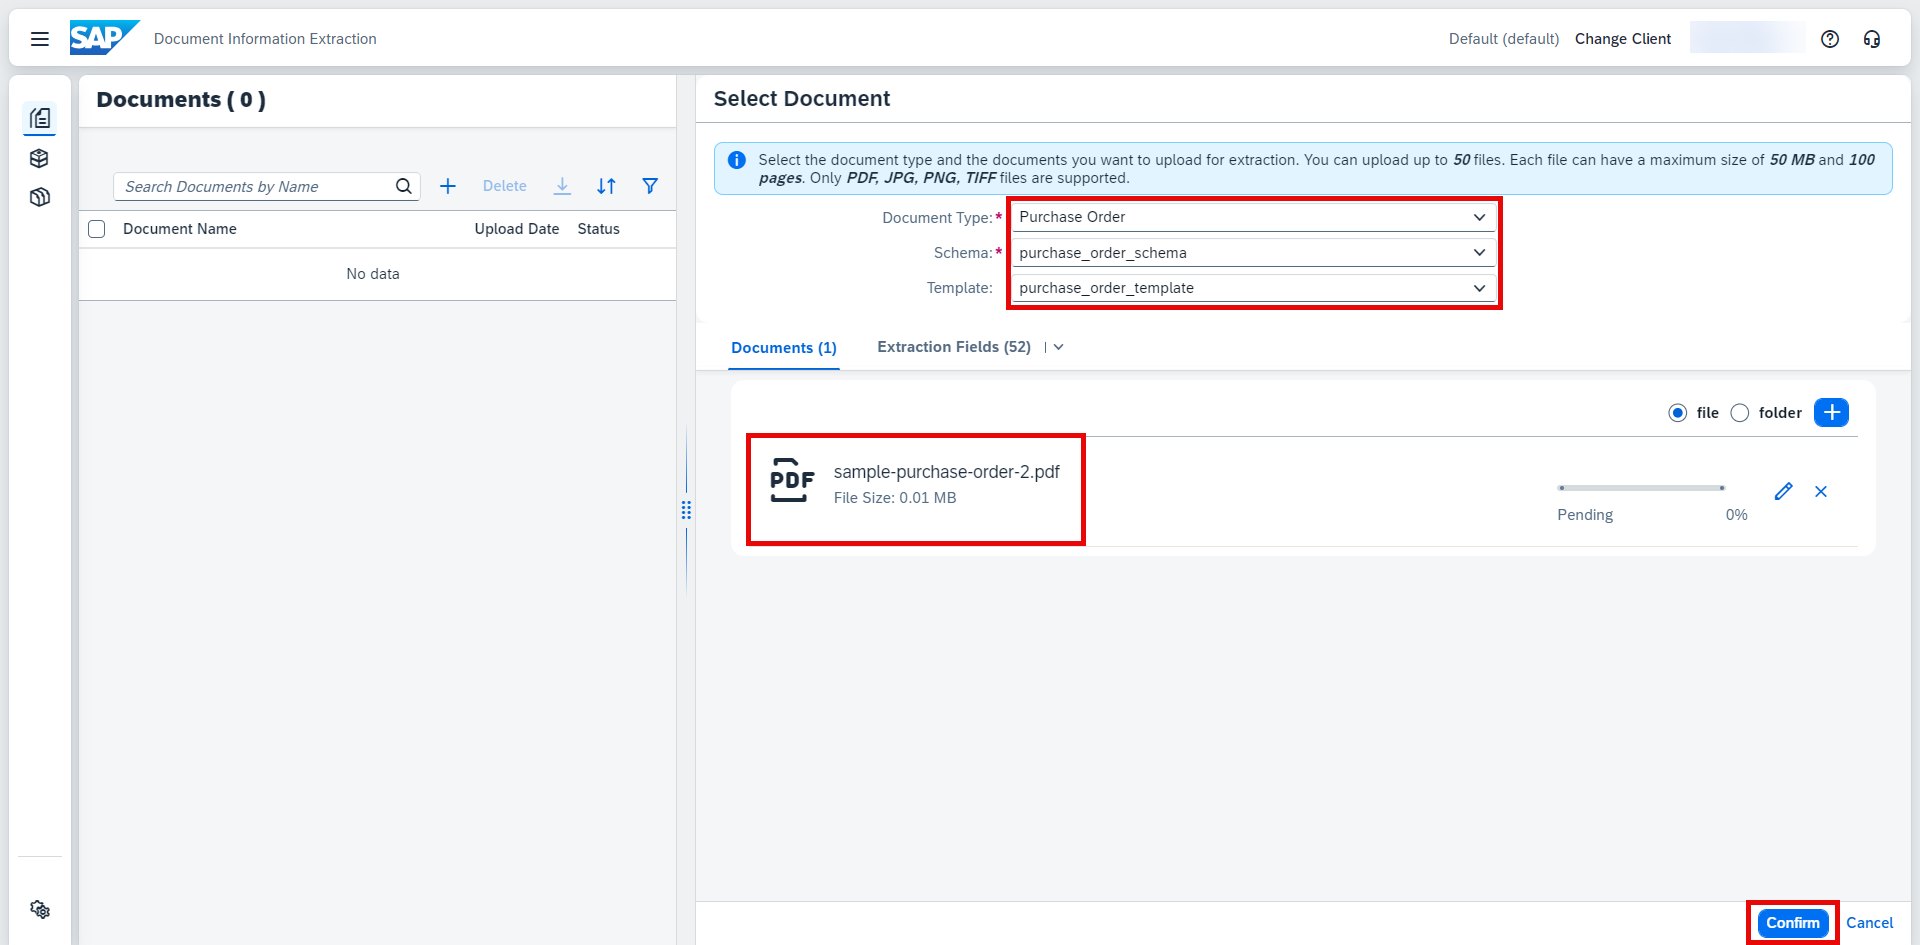 SAP
Document Information Extraction
Default (default)
Change Client
Documents ( 0 )
Search Documents by Name
Delete
Document Name
Upload Date
Status
No data
Select Document
Select the document type and the documents you want to upload for extraction. You can upload up to 50 files. Each file can have a maximum size of 50 MB and 100
pages. Only PDF, JPG, PNG, TIFF files are supported.
Document Type:*
Purchase Order
Schema:*
purchase_order_schema
Template:
purchase_order_template
Documents (1)
Extraction Fields (52)
file
folder
PDF
sample-purchase-order-2.pdf
File Size: 0.01 MB
Pending
0%
Confirm
Cancel